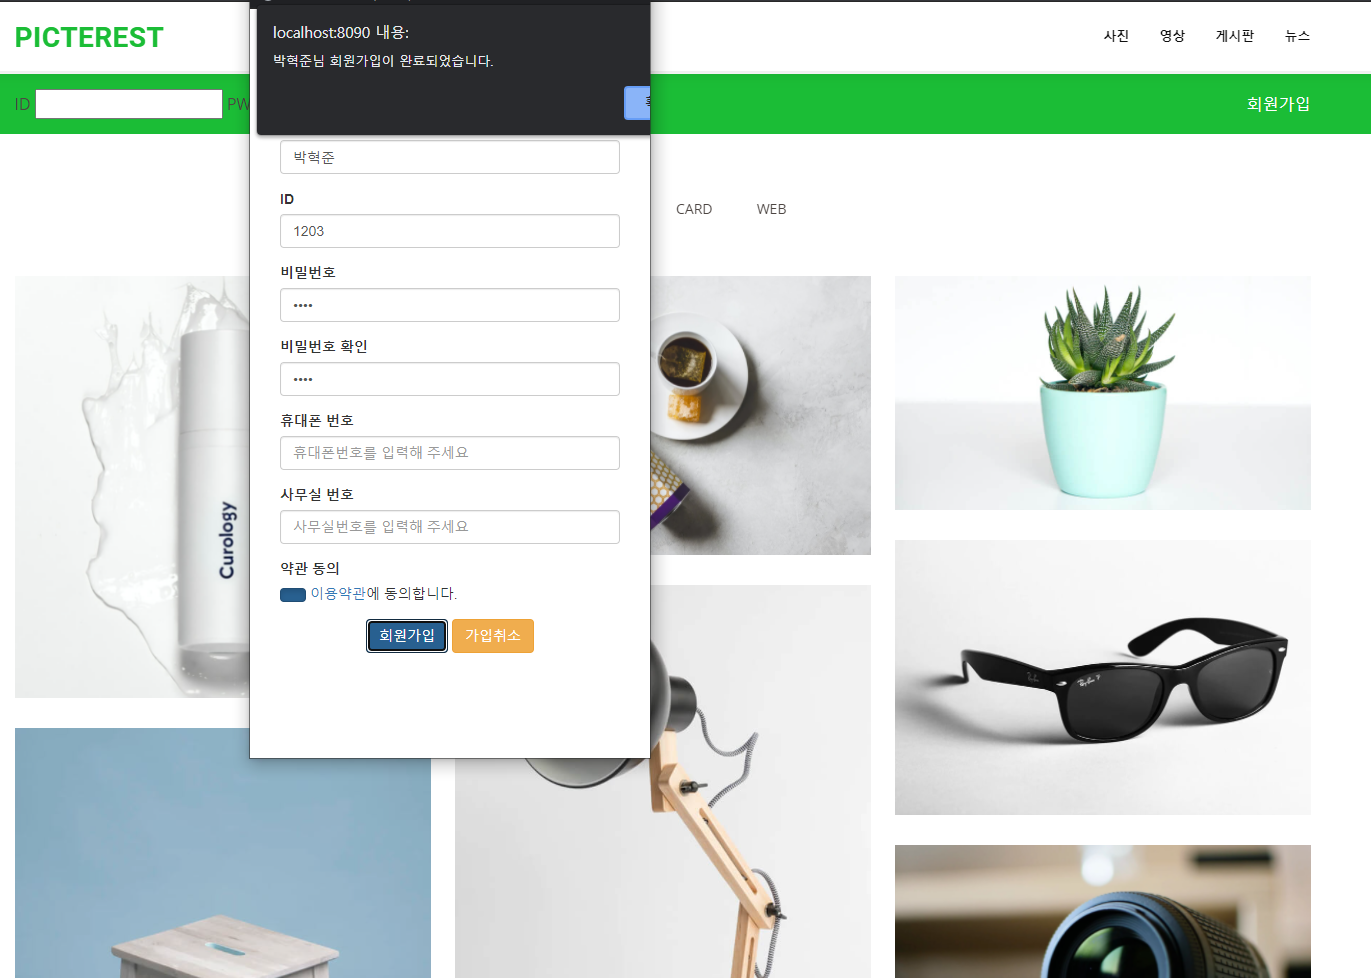 PICTEREST
사진 영상 게시판 뉴스
localhost:8090 내용:
박혁준님 회원가입이 완료되었습니다.
ID
PW
회원가입
박혁준
ID
1203
비밀번호
••••
비밀번호 확인
••••
휴대폰 번호
휴대폰번호를 입력해 주세요
사무실 번호
사무실번호를 입력해 주세요
약관 동의
이용약관에 동의합니다.
회원가입 가입취소
CARD WEB
Curology
Ray-Ban